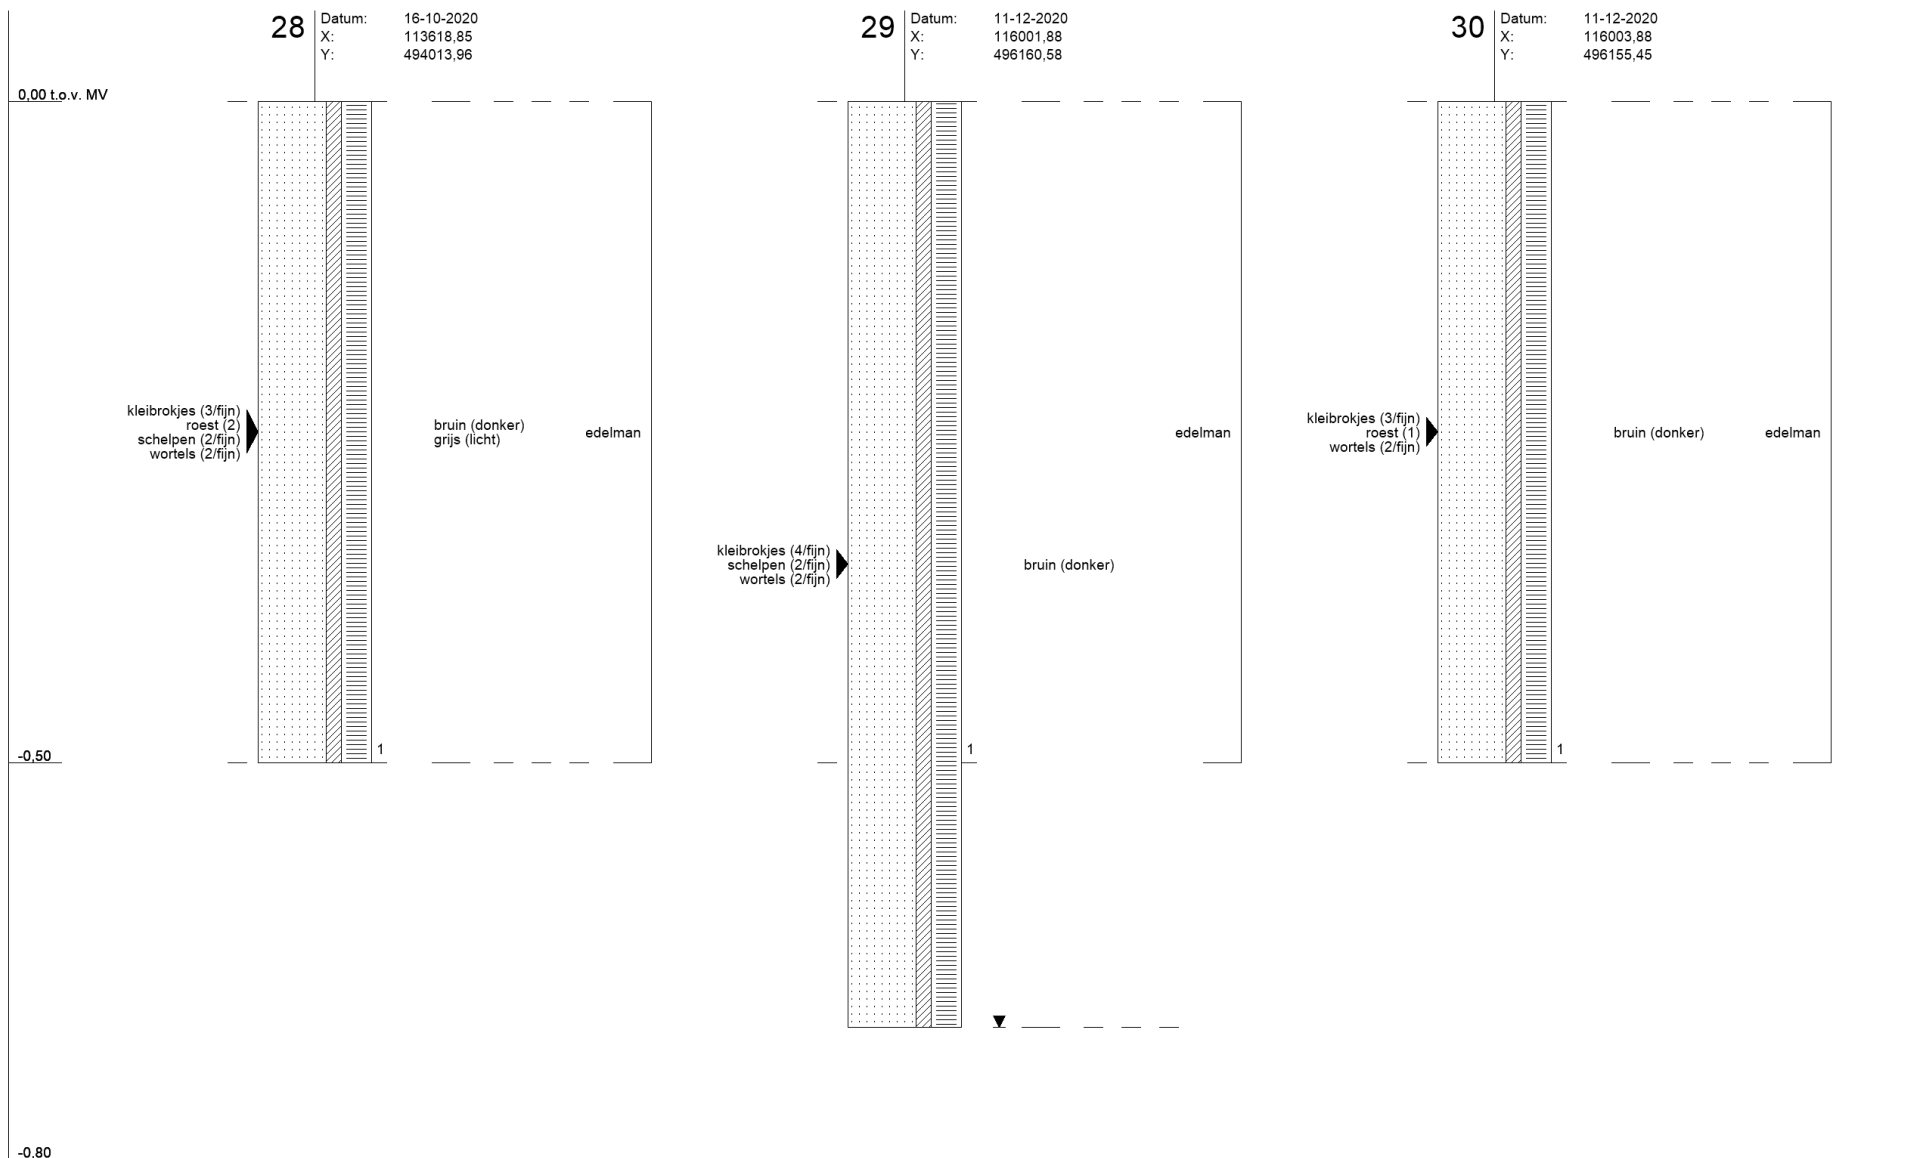 28
Datum: 16-10-2020
X: 113618,85
Y: 494013,96
29
Datum: 11-12-2020
X: 116001,88
Y: 496160,58
30
Datum: 11-12-2020
X: 116003,88
Y: 496155,45
0,00 t.o.v. MV
kleibrokjes (3/fijn)
roest (2)
schelpen (2/fijn)
wortels (2/fijn)
bruin (donker)
grijs (licht)
edelman
1
kleibrokjes (4/fijn)
schelpen (2/fijn)
wortels (2/fijn)
bruin (donker)
edelman
1
kleibrokjes (3/fijn)
roest (1)
wortels (2/fijn)
bruin (donker)
edelman
1
-0,50
-0,80